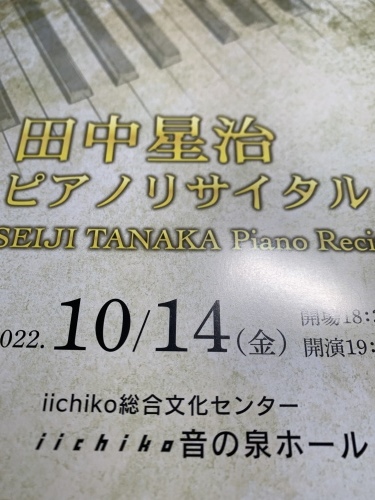 田中星治
ピアノリサイタル
SEIJI TANAKA Piano
2022. 10/14(金)
開場18:
開演19:
iichiko総合文化センター
iichiko音の泉ホール